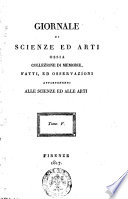 GIORNALE
DI
SCIENZE ED ARTI
OSSIA
COLLEZIONE DI MEMORIE,
FATTI, ED OSSERVAZIONI
APPARTENENTI
ALLE SCIENZE ED ALLE ARTI
Tomo V.
FIRENZE
1817.